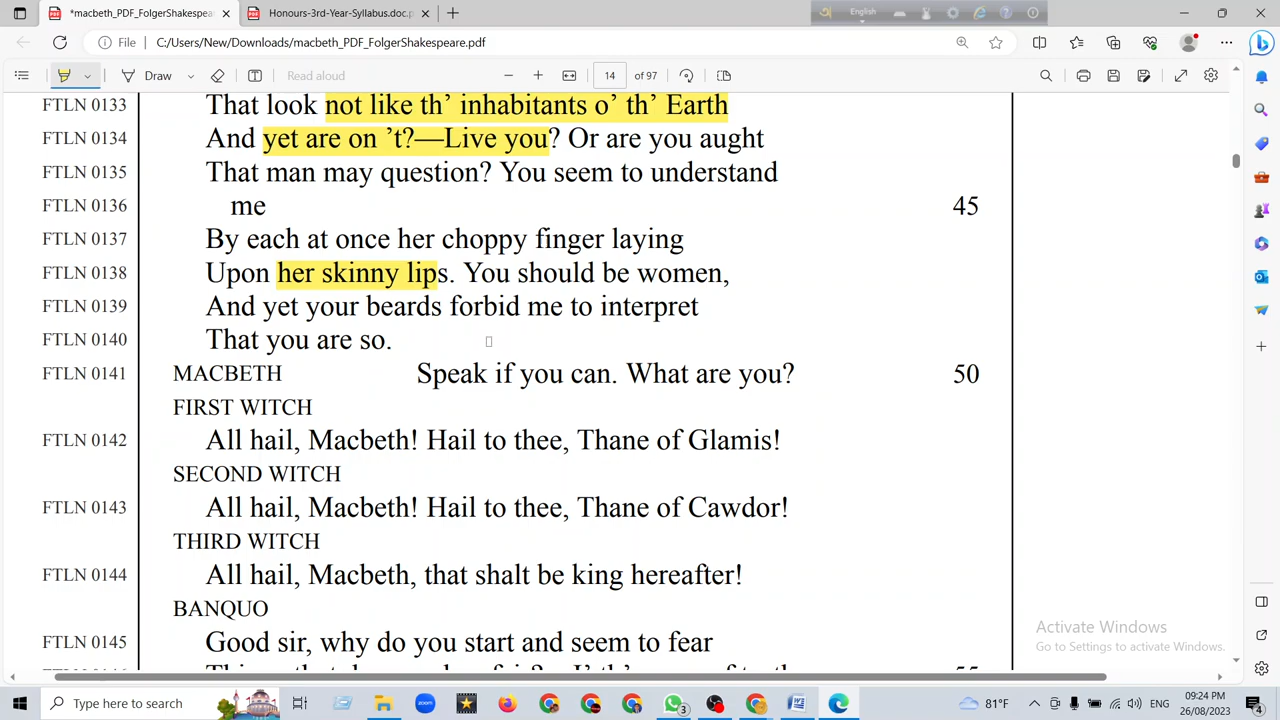 *macbeth_PDF_FolgerShakespeare
Honours-3rd-Year-Syllabus.doc.p
English
File C:/Users/New/Downloads/macbeth_PDF_FolgerShakespeare.pdf
Draw Read aloud 14 of 97
FTLN 0133 That look not like th’ inhabitants o’ th’ Earth
FTLN 0134 And yet are on ’t?—Live you? Or are you aught
FTLN 0135 That man may question? You seem to understand
FTLN 0136 me 45
FTLN 0137 By each at once her choppy finger laying
FTLN 0138 Upon her skinny lips. You should be women,
FTLN 0139 And yet your beards forbid me to interpret
FTLN 0140 That you are so.
FTLN 0141 MACBETH Speak if you can. What are you? 50
FIRST WITCH
FTLN 0142 All hail, Macbeth! Hail to thee, Thane of Glamis!
SECOND WITCH
FTLN 0143 All hail, Macbeth! Hail to thee, Thane of Cawdor!
THIRD WITCH
FTLN 0144 All hail, Macbeth, that shalt be king hereafter!
BANQUO
FTLN 0145 Good sir, why do you start and seem to fear
Activate Windows
Go to Settings to activate Windows.
Type here to search
zoom
3
81°F
ENG
09:24 PM
26/08/2023
4